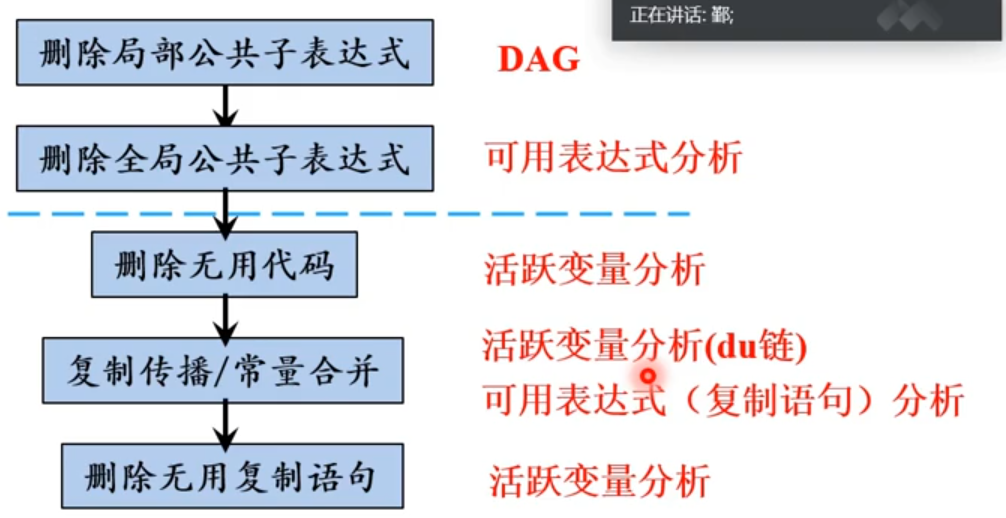 正在讲话: 鄞;
删除局部公共子表达式
DAG
删除全局公共子表达式
可用表达式分析
删除无用代码
活跃变量分析
复制传播/常量合并
活跃变量分析(du链)
可用表达式（复制语句）分析
删除无用复制语句
活跃变量分析